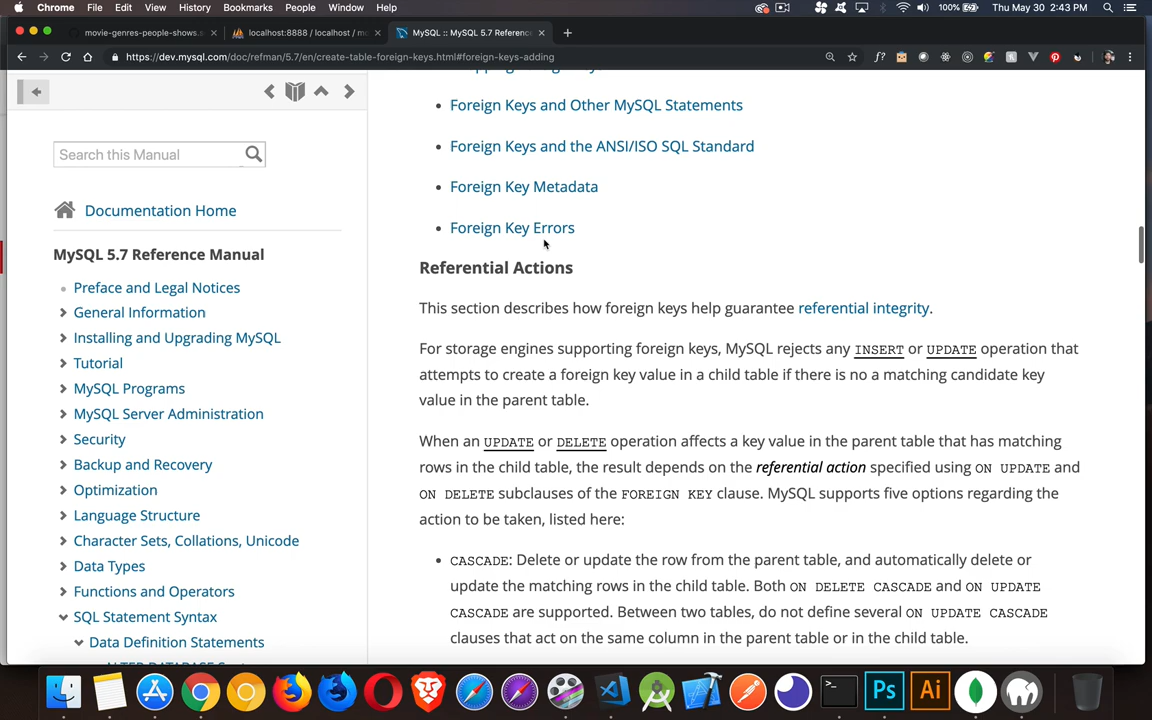 Chrome File Edit View History Bookmarks People Window Help
100% Thu May 30 2:43 PM
movie-genres-people-shows.s × localhost:8888 / localhost / m × MySQL :: MySQL 5.7 Referenc ×
https://dev.mysql.com/doc/refman/5.7/en/create-table-foreign-keys.html#foreign-keys-adding
Search this Manual
Documentation Home
MySQL 5.7 Reference Manual
Preface and Legal Notices
General Information
Installing and Upgrading MySQL
Tutorial
MySQL Programs
MySQL Server Administration
Security
Backup and Recovery
Optimization
Language Structure
Character Sets, Collations, Unicode
Data Types
Functions and Operators
SQL Statement Syntax
Data Definition Statements
Foreign Keys and Other MySQL Statements
Foreign Keys and the ANSI/ISO SQL Standard
Foreign Key Metadata
Foreign Key Errors
Referential Actions
This section describes how foreign keys help guarantee referential integrity.
For storage engines supporting foreign keys, MySQL rejects any INSERT or UPDATE operation that
attempts to create a foreign key value in a child table if there is no a matching candidate key
value in the parent table.
When an UPDATE or DELETE operation affects a key value in the parent table that has matching
rows in the child table, the result depends on the referential action specified using ON UPDATE and
ON DELETE subclauses of the FOREIGN KEY clause. MySQL supports five options regarding the
action to be taken, listed here:
CASCADE: Delete or update the row from the parent table, and automatically delete or
update the matching rows in the child table. Both ON DELETE CASCADE and ON UPDATE
CASCADE are supported. Between two tables, do not define several ON UPDATE CASCADE
clauses that act on the same column in the parent table or in the child table.
Ps
Ai